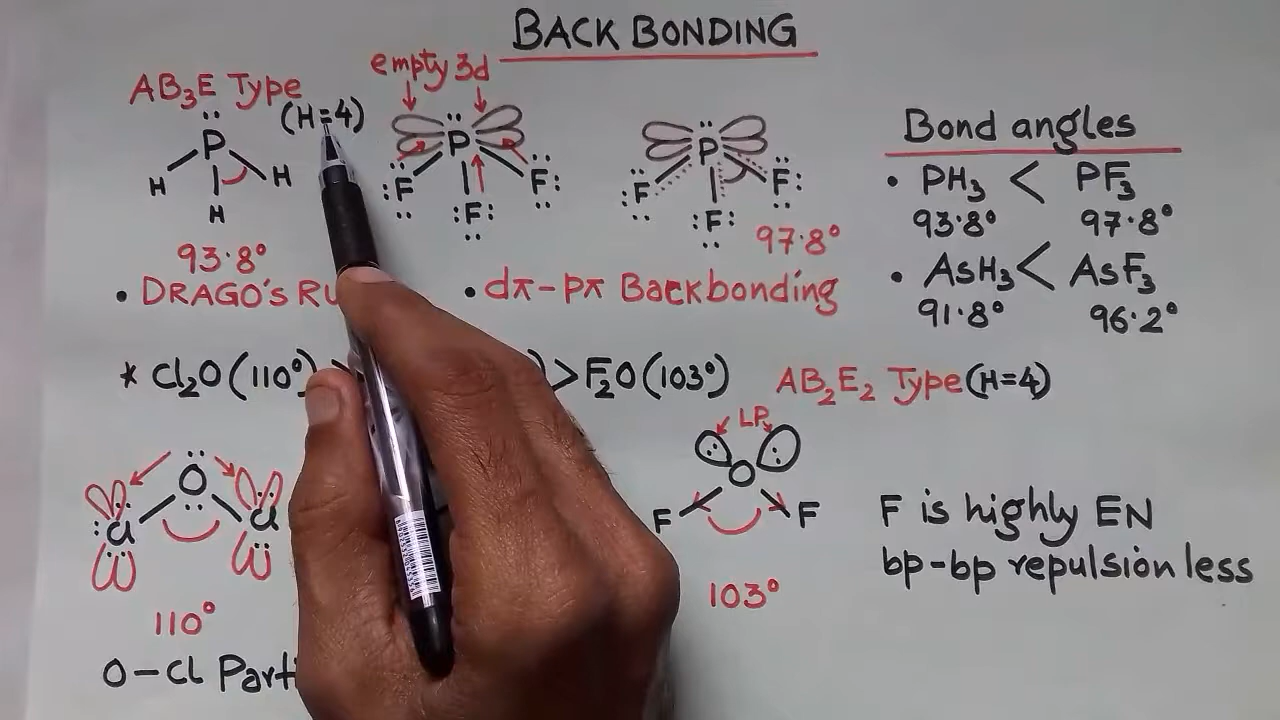 BACK BONDING
empty 3d
AB₃E Type
(H=4)
P
H
H
H
93.8°
P
:F
:F:
F:
P
:F
:F:
F:
97.8°
Bond angles
• PH₃ < PF₃
93.8° 97.8°
• AsH₃ < AsF₃
91.8° 96.2°
• DRAGO'S RU
• dπ-pπ Backbonding
* Cl₂O (110°) > ) > F₂O (103°)
AB₂E₂ Type (H=4)
LP
O
:Cl
Cl
110°
O
F
F
103°
F is highly EN
bp-bp repulsion less
O-Cl Parti